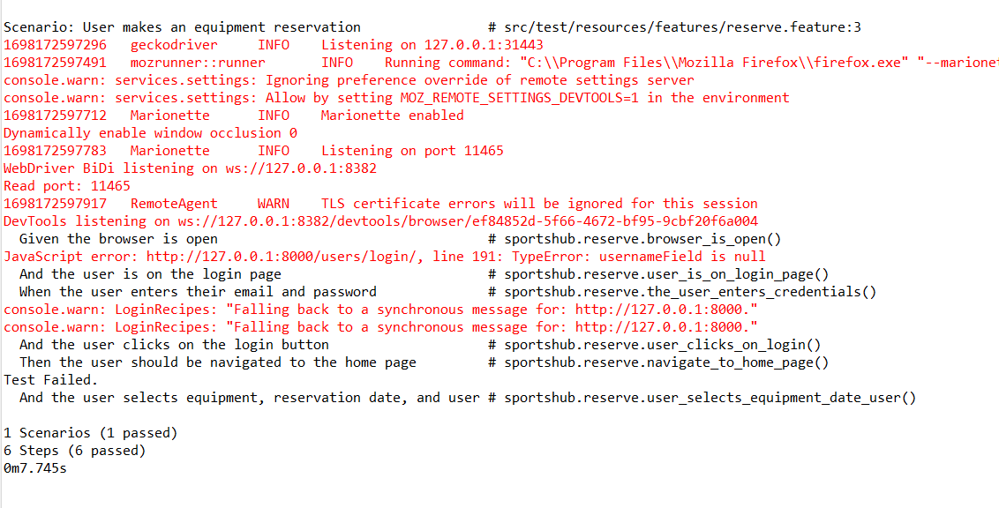 Scenario: User makes an equipment reservation # src/test/resources/features/reserve.feature:3
1698172597296 geckodriver INFO Listening on 127.0.0.1:31443
1698172597491 mozrunner::runner INFO Running command: "C:\\Program Files\\Mozilla Firefox\\firefox.exe" "--marionet
console.warn: services.settings: Ignoring preference override of remote settings server
console.warn: services.settings: Allow by setting MOZ_REMOTE_SETTINGS_DEVTOOLS=1 in the environment
1698172597712 Marionette INFO Marionette enabled
Dynamically enable window occlusion 0
1698172597783 Marionette INFO Listening on port 11465
WebDriver BiDi listening on ws://127.0.0.1:8382
Read port: 11465
1698172597917 RemoteAgent WARN TLS certificate errors will be ignored for this session
DevTools listening on ws://127.0.0.1:8382/devtools/browser/ef84852d-5f66-4672-bf95-9cbf20f6a004
Given the browser is open # sportshub.reserve.browser_is_open()
JavaScript error: http://127.0.0.1:8000/users/login/, line 191: TypeError: usernameField is null
And the user is on the login page # sportshub.reserve.user_is_on_login_page()
When the user enters their email and password # sportshub.reserve.the_user_enters_credentials()
console.warn: LoginRecipes: "Falling back to a synchronous message for: http://127.0.0.1:8000."
console.warn: LoginRecipes: "Falling back to a synchronous message for: http://127.0.0.1:8000."
And the user clicks on the login button # sportshub.reserve.user_clicks_on_login()
Then the user should be navigated to the home page # sportshub.reserve.navigate_to_home_page()
Test Failed.
And the user selects equipment, reservation date, and user # sportshub.reserve.user_selects_equipment_date_user()
1 Scenarios (1 passed)
6 Steps (6 passed)
0m7.745s